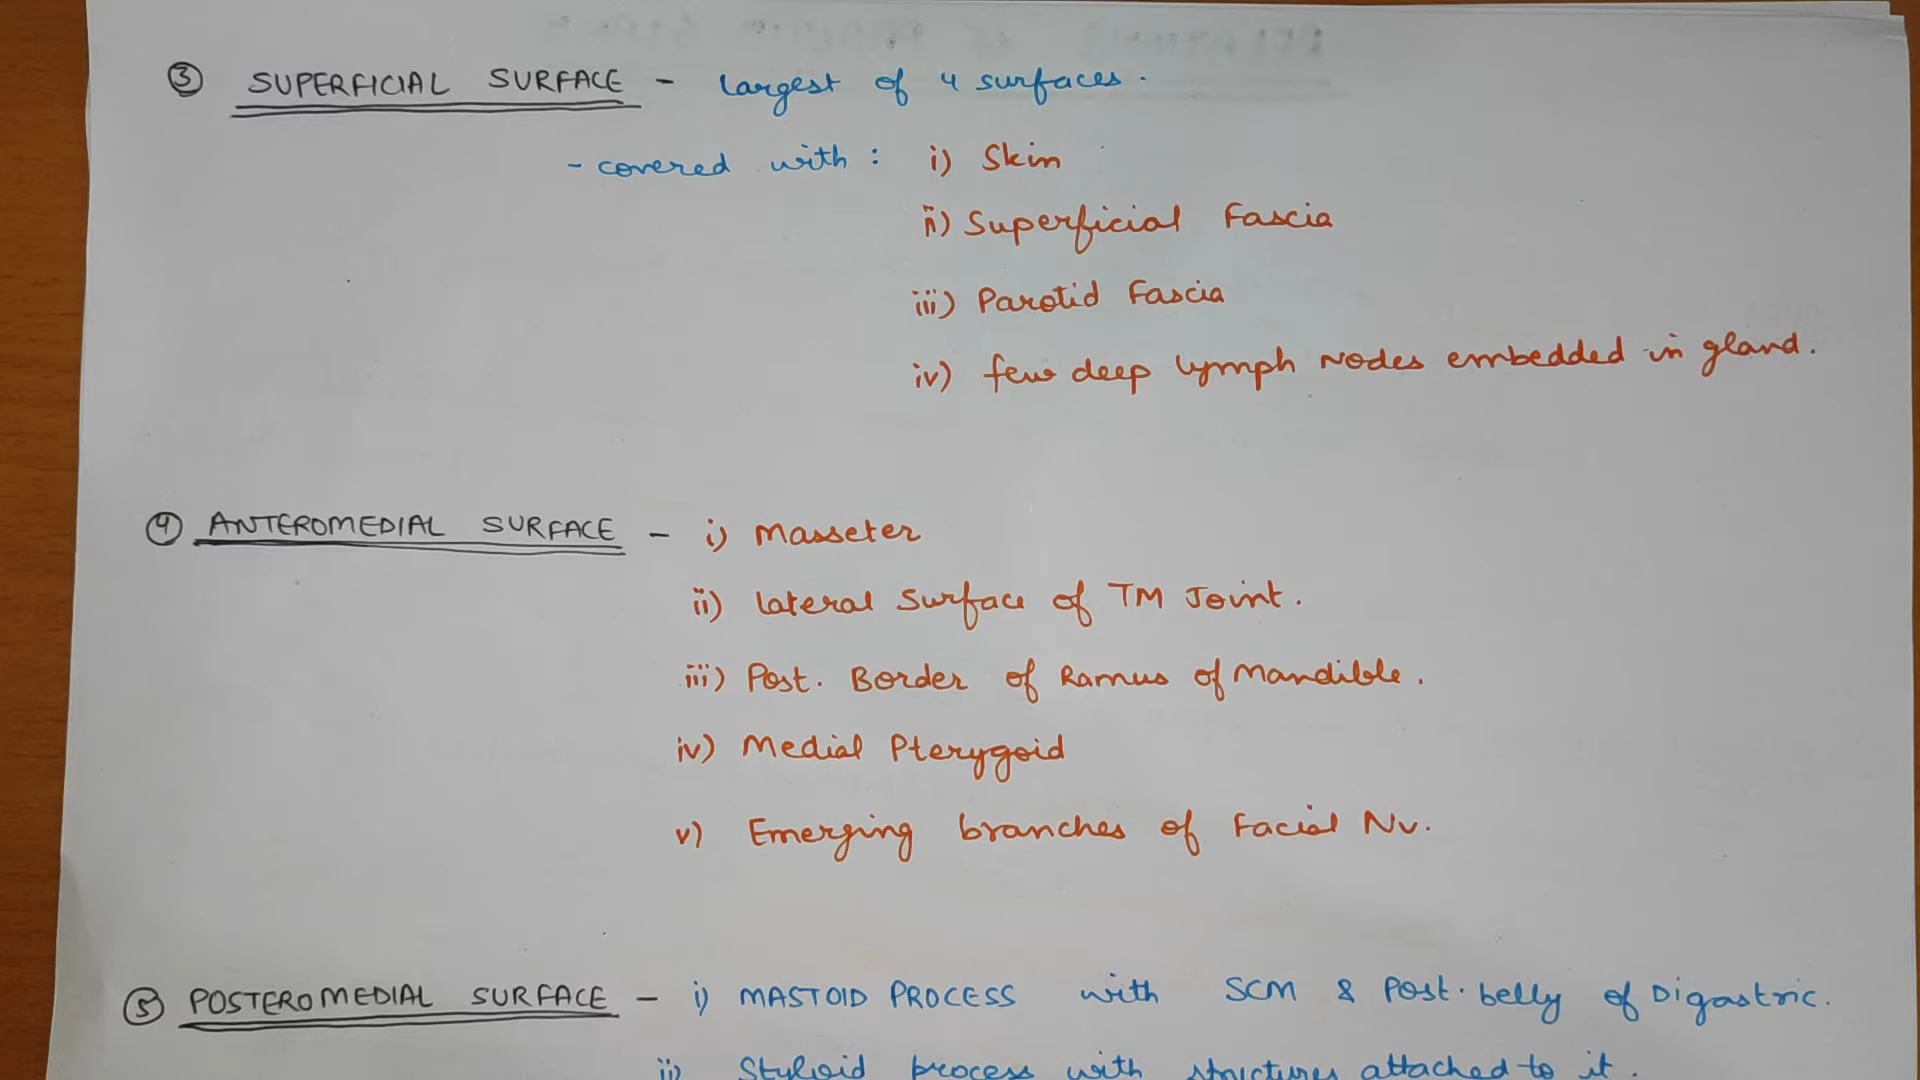 ③ SUPERFICIAL SURFACE - largest of 4 surfaces.
- covered with : i) Skin
ii) Superficial Fascia
iii) Parotid Fascia
iv) few deep lymph Nodes embedded in gland.
④ ANTEROMEDIAL SURFACE - i) Masseter
ii) Lateral Surface of TM Joint.
iii) Post. Border of Ramus of Mandible.
iv) Medial Pterygoid
v) Emerging branches of Facial Nv.
⑤ POSTEROMEDIAL SURFACE - i) MASTOID PROCESS with SCM & Post. belly of Digastric.
ii) Styloid process with structures attached to it.